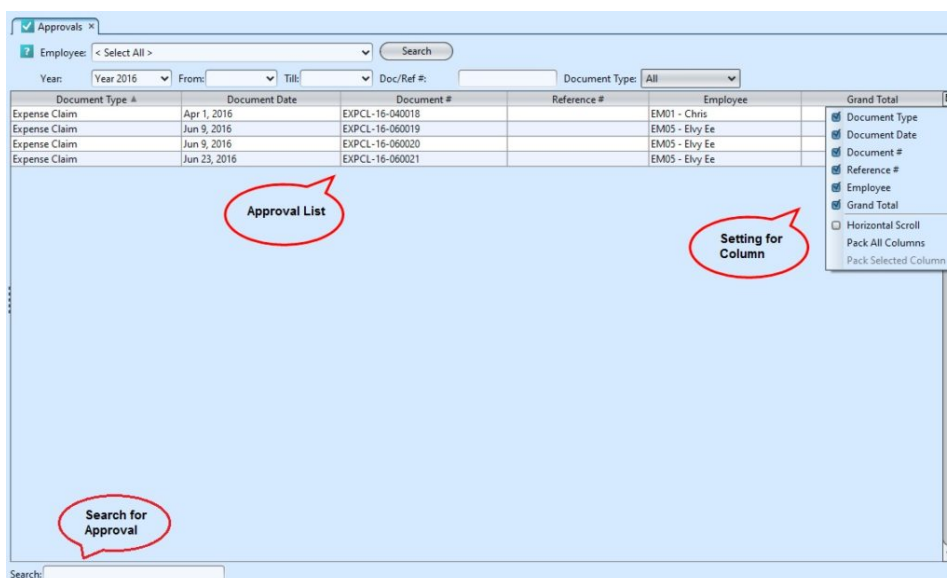 Approvals ×
? Employee: < Select All > Search
Year: Year 2016 From: Till: Doc/Ref #: Document Type: All
Document Type Document Date Document # Reference # Employee Grand Total
Expense Claim Apr 1, 2016 EXPCL-16-040018 EM01 - Chris
Expense Claim Jun 9, 2016 EXPCL-16-060019 EM05 - Elvy Ee
Expense Claim Jun 9, 2016 EXPCL-16-060020 EM05 - Elvy Ee
Expense Claim Jun 23, 2016 EXPCL-16-060021 EM05 - Elvy Ee
Document Type
Document Date
Document #
Reference #
Employee
Grand Total
Horizontal Scroll
Pack All Columns
Pack Selected Column
Approval List
Setting for
Column
Search for
Approval
Search: